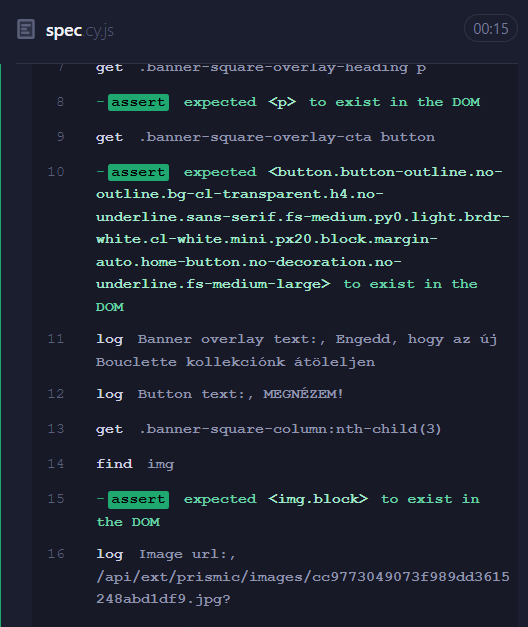 spec.cy.js
00:15
7 get .banner-square-overlay-heading p
8 -assert expected <p> to exist in the DOM
9 get .banner-square-overlay-cta button
10 -assert expected <button.button-outline.no-
outline.bg-cl-transparent.h4.no-
underline.sans-serif.fs-medium.py0.light.brdr-
white.cl-white.mini.px20.block.margin-
auto.home-button.no-decoration.no-
underline.fs-medium-large> to exist in the
DOM
11 log Banner overlay text:, Engedd, hogy az új
Bouclette kollekciónk átöleljen
12 log Button text:, MEGNÉZEM!
13 get .banner-square-column:nth-child(3)
14 find img
15 -assert expected <img.block> to exist in
the DOM
16 log Image url:,
/api/ext/prismic/images/cc9773049073f989dd3615
248abd1df9.jpg?